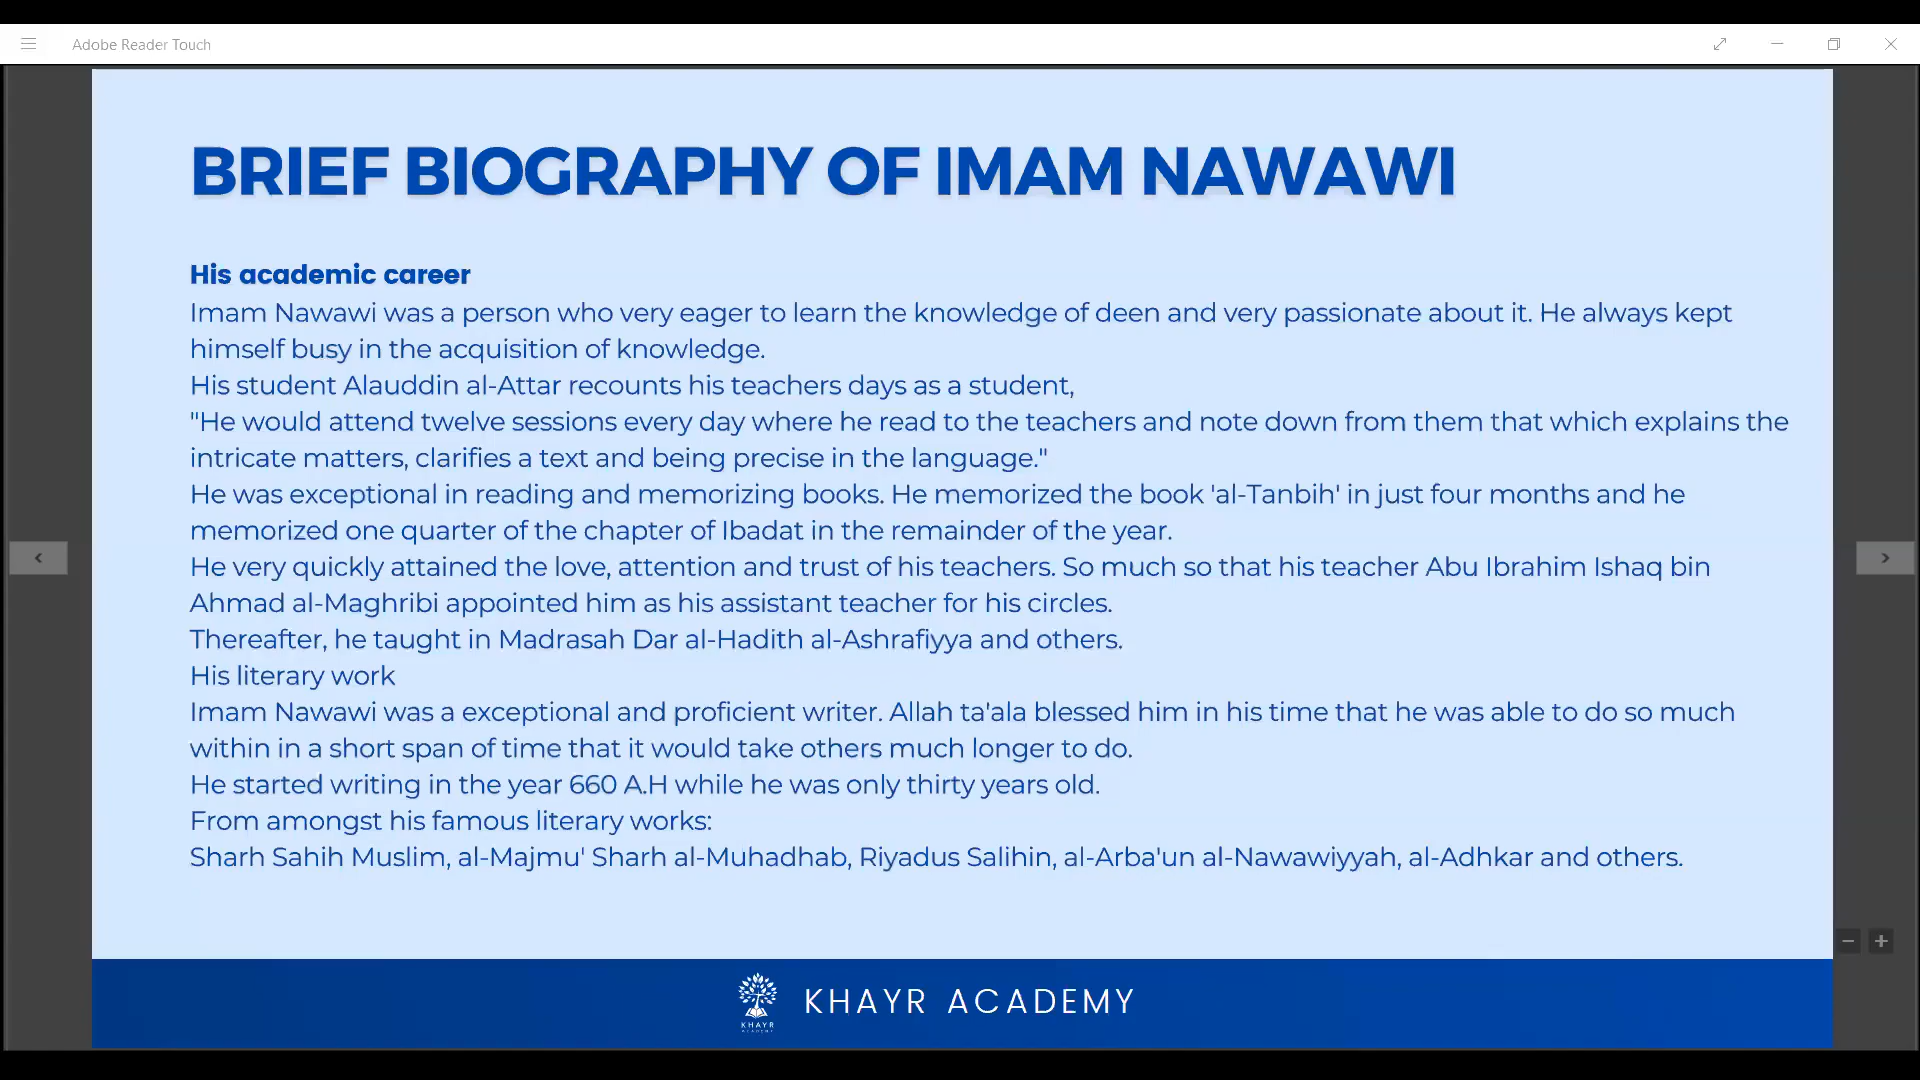 Adobe Reader Touch
BRIEF BIOGRAPHY OF IMAM NAWAWI
His academic career
Imam Nawawi was a person who very eager to learn the knowledge of deen and very passionate about it. He always kept
himself busy in the acquisition of knowledge.
His student Alauddin al-Attar recounts his teachers days as a student,
"He would attend twelve sessions every day where he read to the teachers and note down from them that which explains the
intricate matters, clarifies a text and being precise in the language."
He was exceptional in reading and memorizing books. He memorized the book 'al-Tanbih' in just four months and he
memorized one quarter of the chapter of Ibadat in the remainder of the year.
He very quickly attained the love, attention and trust of his teachers. So much so that his teacher Abu Ibrahim Ishaq bin
Ahmad al-Maghribi appointed him as his assistant teacher for his circles.
Thereafter, he taught in Madrasah Dar al-Hadith al-Ashrafiyya and others.
His literary work
Imam Nawawi was a exceptional and proficient writer. Allah ta'ala blessed him in his time that he was able to do so much
within in a short span of time that it would take others much longer to do.
He started writing in the year 660 A.H while he was only thirty years old.
From amongst his famous literary works:
Sharh Sahih Muslim, al-Majmu' Sharh al-Muhadhab, Riyadus Salihin, al-Arba'un al-Nawawiyyah, al-Adhkar and others.
KHAYR
ACADEMY
KHAYR ACADEMY